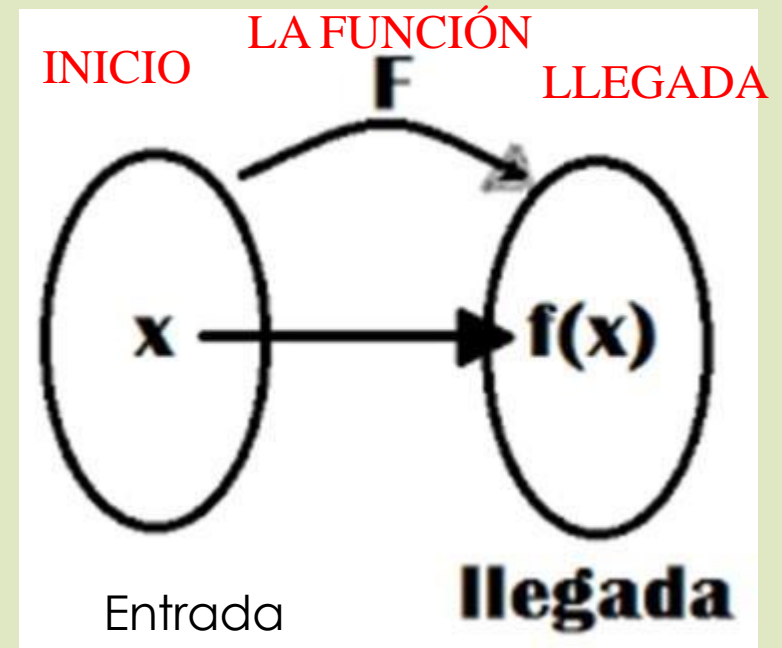 LA FUNCIÓN
INICIO
F
LLEGADA
x
f(x)
Entrada
llegada